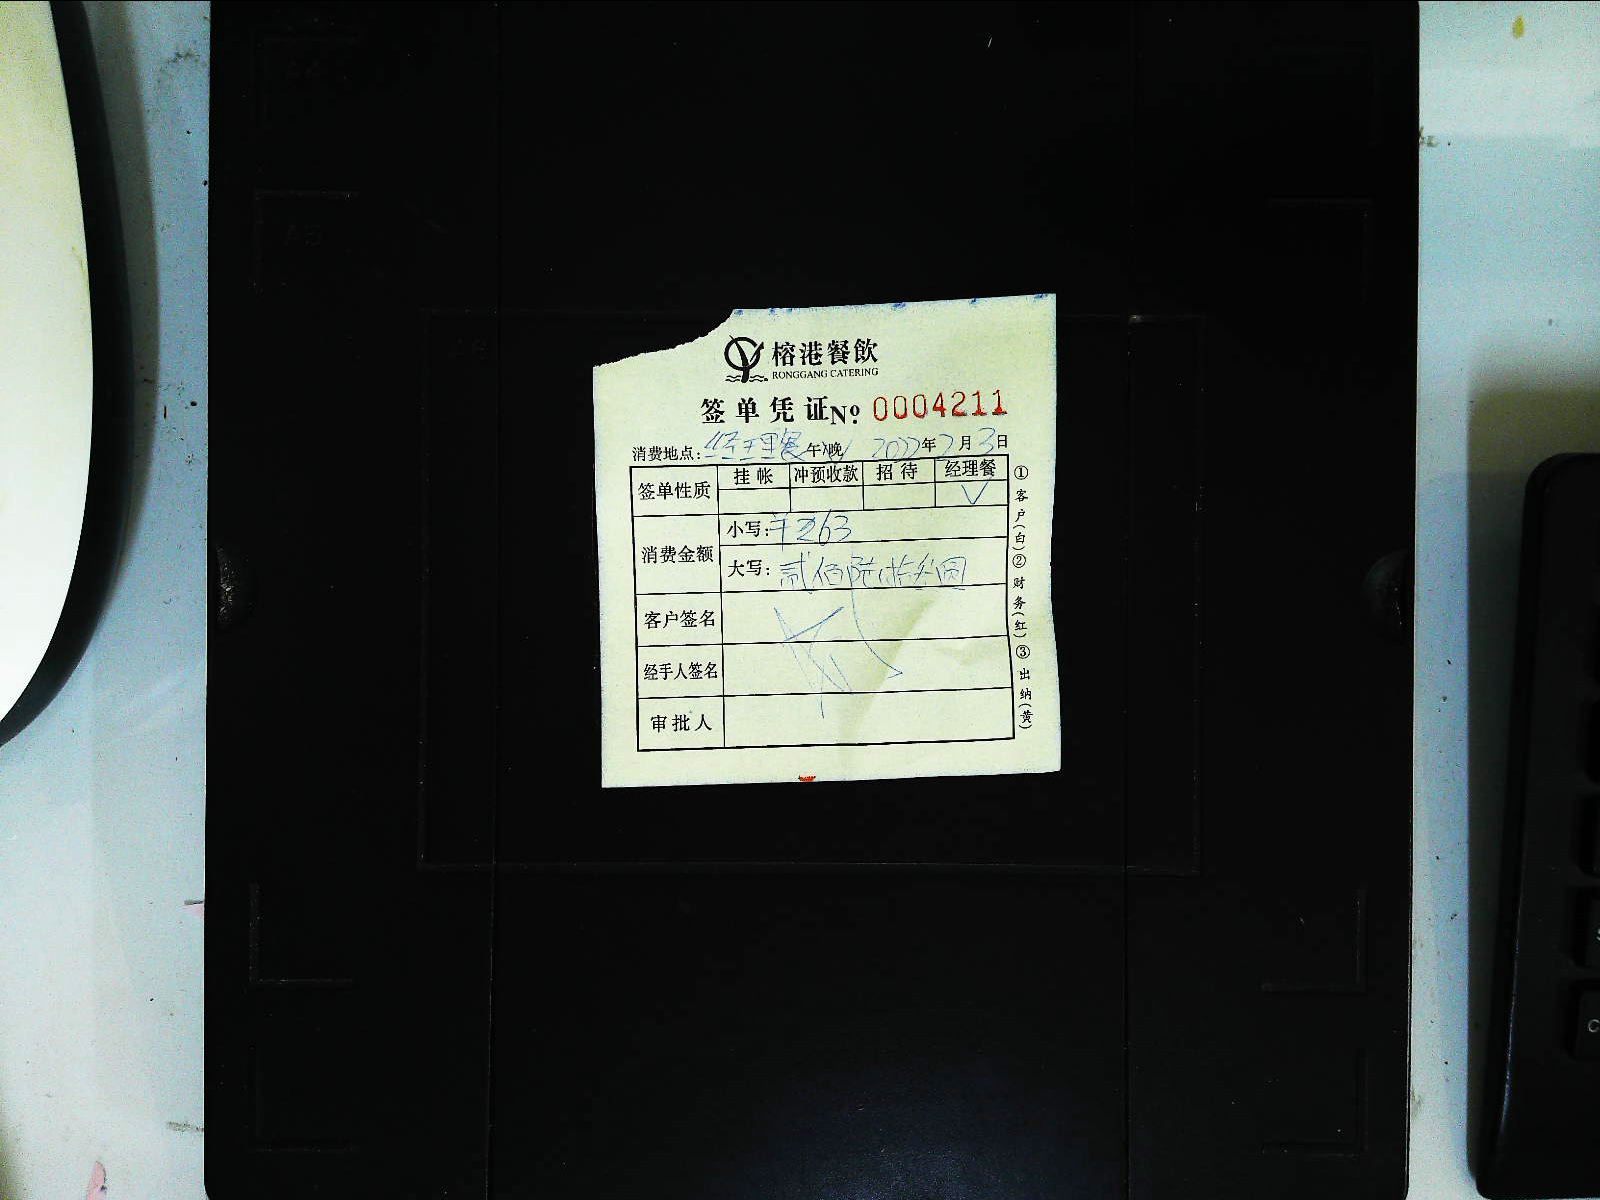 榕港餐飲
RONGGANG CATERING
签单凭证 No. 0004211
消费地点: 经理餐 午/晚 2022年2月3日
签单性质 挂帐 冲预收款 招待 经理餐
√
消费金额 小写: ¥263
大写: 贰佰陆拾叁圆
客户签名
经手人签名
审批人
①客户(白)②财务(红)③出纳(黄)
A3